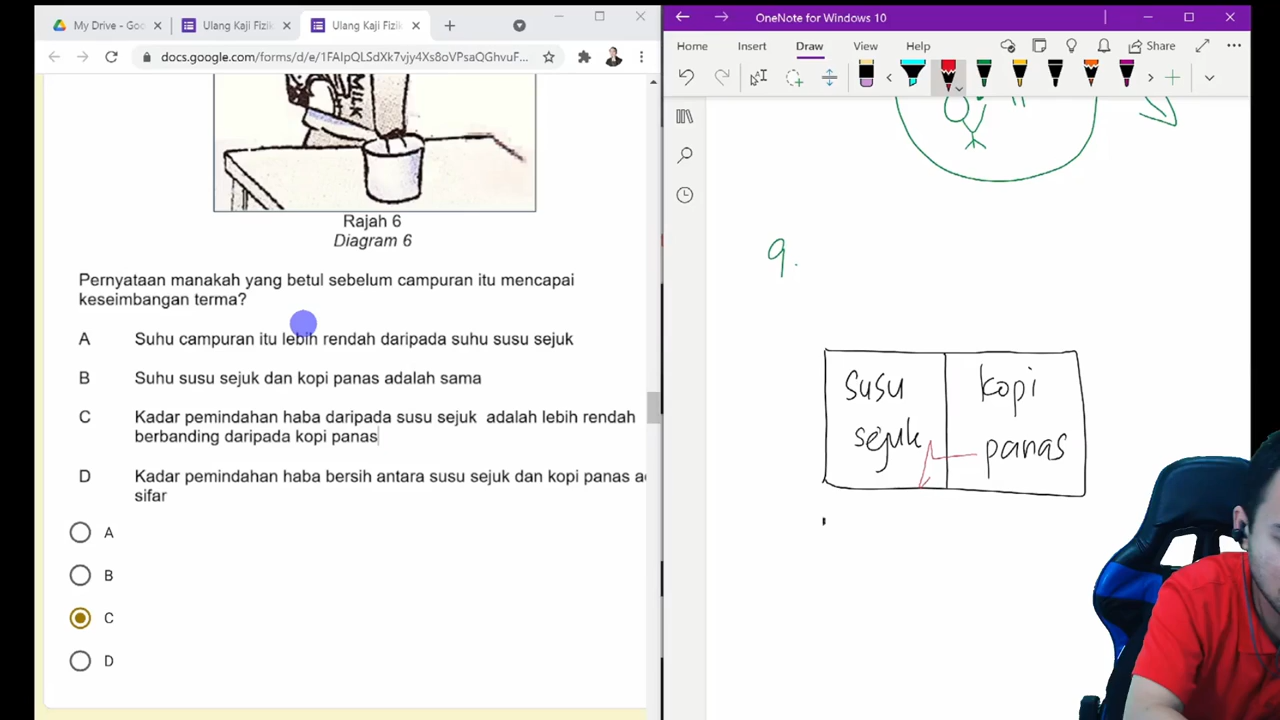 My Drive - Goo
Ulang Kaji Fizik
Ulang Kaji Fizik
OneNote for Windows 10
docs.google.com/forms/d/e/1FAIpQLSdXk7vjy4Xs8oVPsaQGhvuF...
Home
Insert
Draw
View
Help
Share
MILK
Rajah 6
Diagram 6
Pernyataan manakah yang betul sebelum campuran itu mencapai
keseimbangan terma?
A Suhu campuran itu lebih rendah daripada suhu susu sejuk
B Suhu susu sejuk dan kopi panas adalah sama
C Kadar pemindahan haba daripada susu sejuk adalah lebih rendah
berbanding daripada kopi panas
D Kadar pemindahan haba bersih antara susu sejuk dan kopi panas a
sifar
A
B
C
D
9.
susu
sejuk
kopi
panas